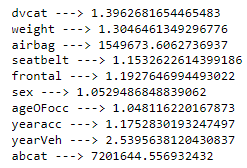 dvcat ---> 1.3962681654465483
weight ---> 1.3046461349296776
airbag ---> 1549673.6062736937
seatbelt ---> 1.1532622614399186
frontal ---> 1.1927646994493022
sex ---> 1.0529486848839062
ageOFocc ---> 1.048116220167873
yearacc ---> 1.1752830193247497
yearVeh ---> 2.5395638120430837
abcat ---> 7201644.556932432